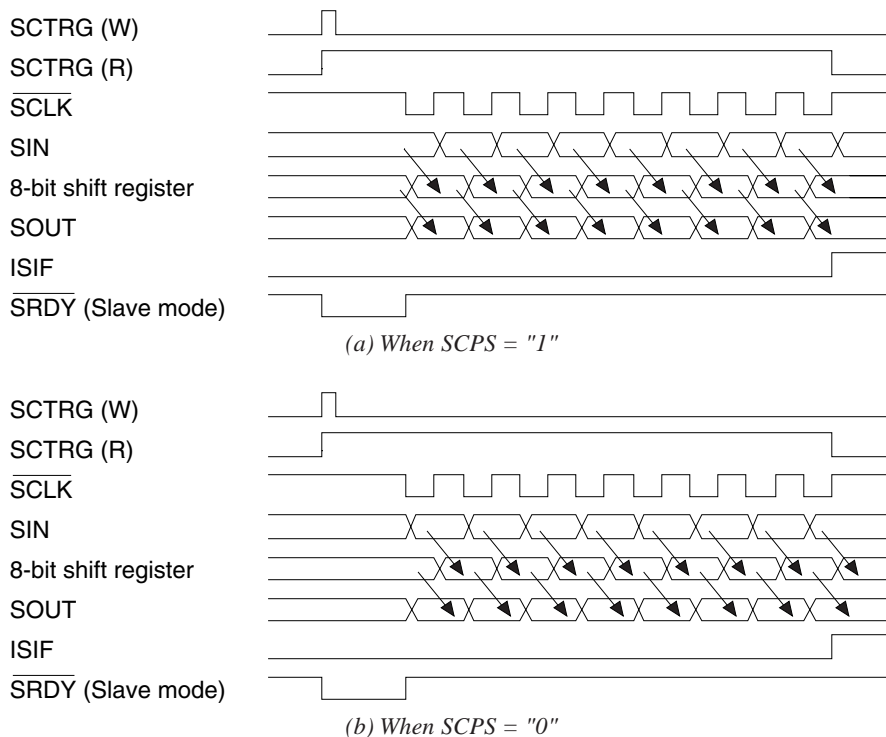 SCTRG (W)
SCTRG (R)
SCLK
SIN
8-bit shift register
SOUT
ISIF
SRDY (Slave mode)
(a) When SCPS = "1"
SCTRG (W)
SCTRG (R)
SCLK
SIN
8-bit shift register
SOUT
ISIF
SRDY (Slave mode)
(b) When SCPS = "0"